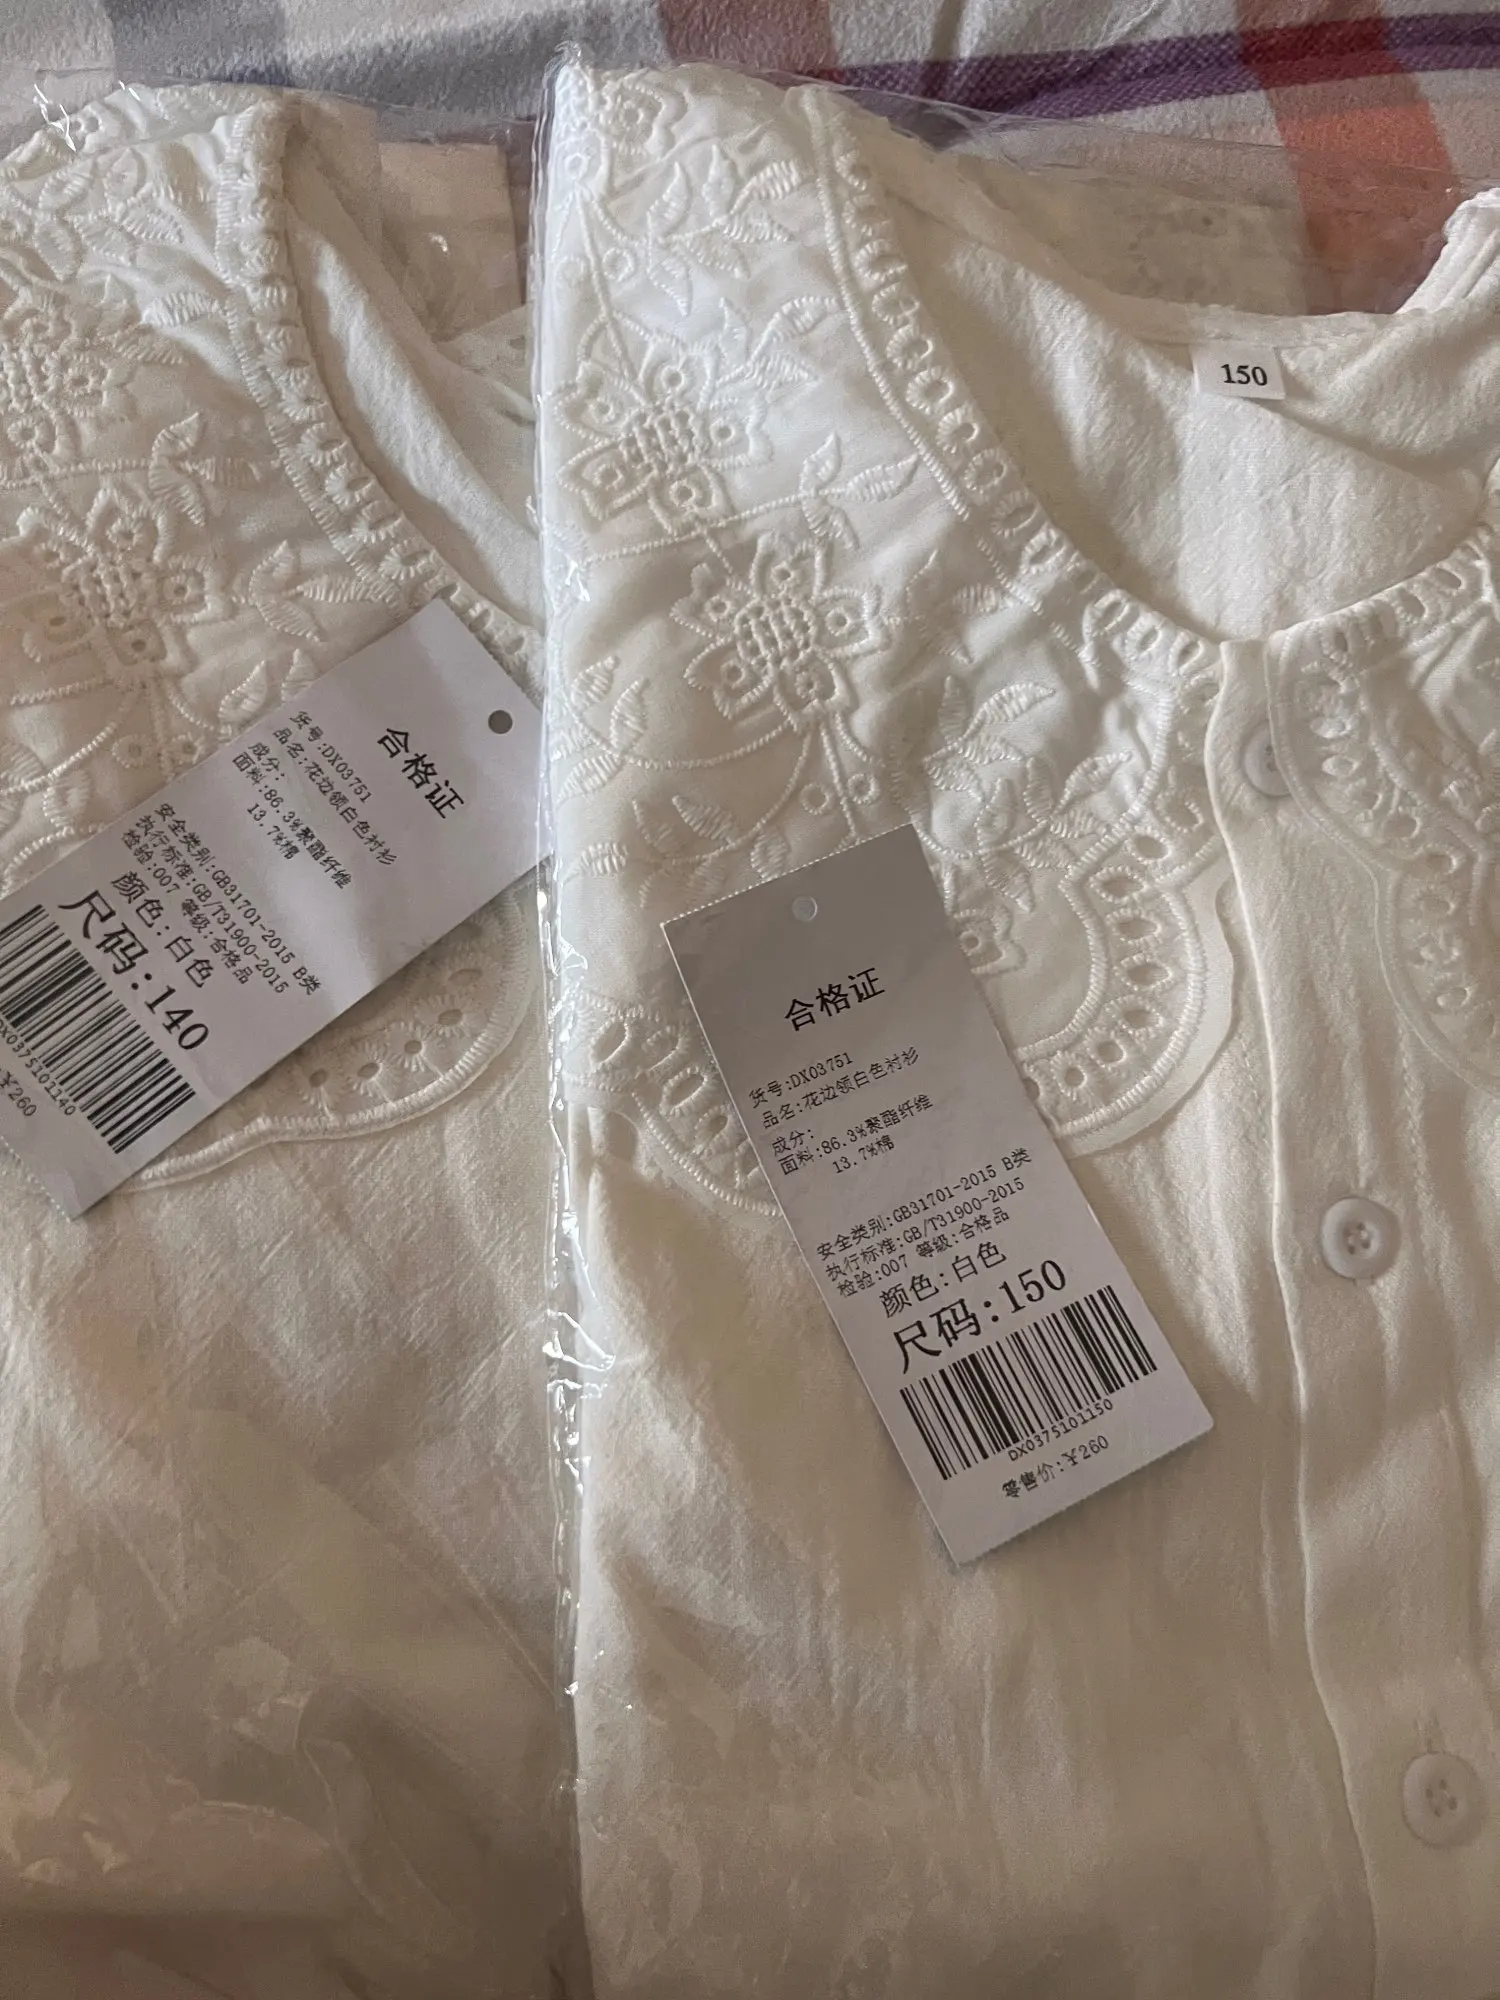 合格证
货号:DX03751
品名:花边领白色衬衫
成分:
面料:86.3%聚酯纤维
13.7%棉
安全类别:GB31701-2015 B类
执行标准:GB/T31900-2015
检验:007 等级:合格品
颜色:白色
尺码:140
DX0375101140
¥260
150
合格证
货号:DX03751
品名:花边领白色衬衫
成分:
面料:86.3%聚酯纤维
13.7%棉
安全类别:GB31701-2015 B类
执行标准:GB/T31900-2015
检验:007 等级:合格品
颜色:白色
尺码:150
DX0375101150
零售价:¥260